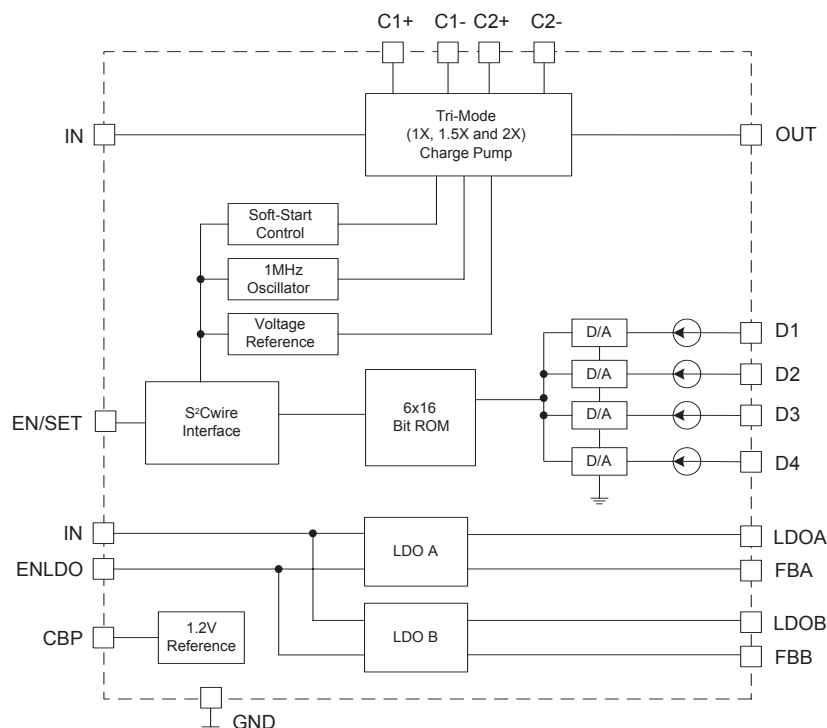 C1+ C1- C2+ C2-
Tri-Mode
(1X, 1.5X and 2X)
Charge Pump
IN
OUT
Soft-Start
Control
1MHz
Oscillator
Voltage
Reference
D/A
D1
D/A
D2
D/A
D3
D/A
D4
EN/SET
S²Cwire
Interface
6x16
Bit ROM
IN
LDO A
LDOA
ENLDO
FBA
CBP
1.2V
Reference
LDO B
LDOB
FBB
GND